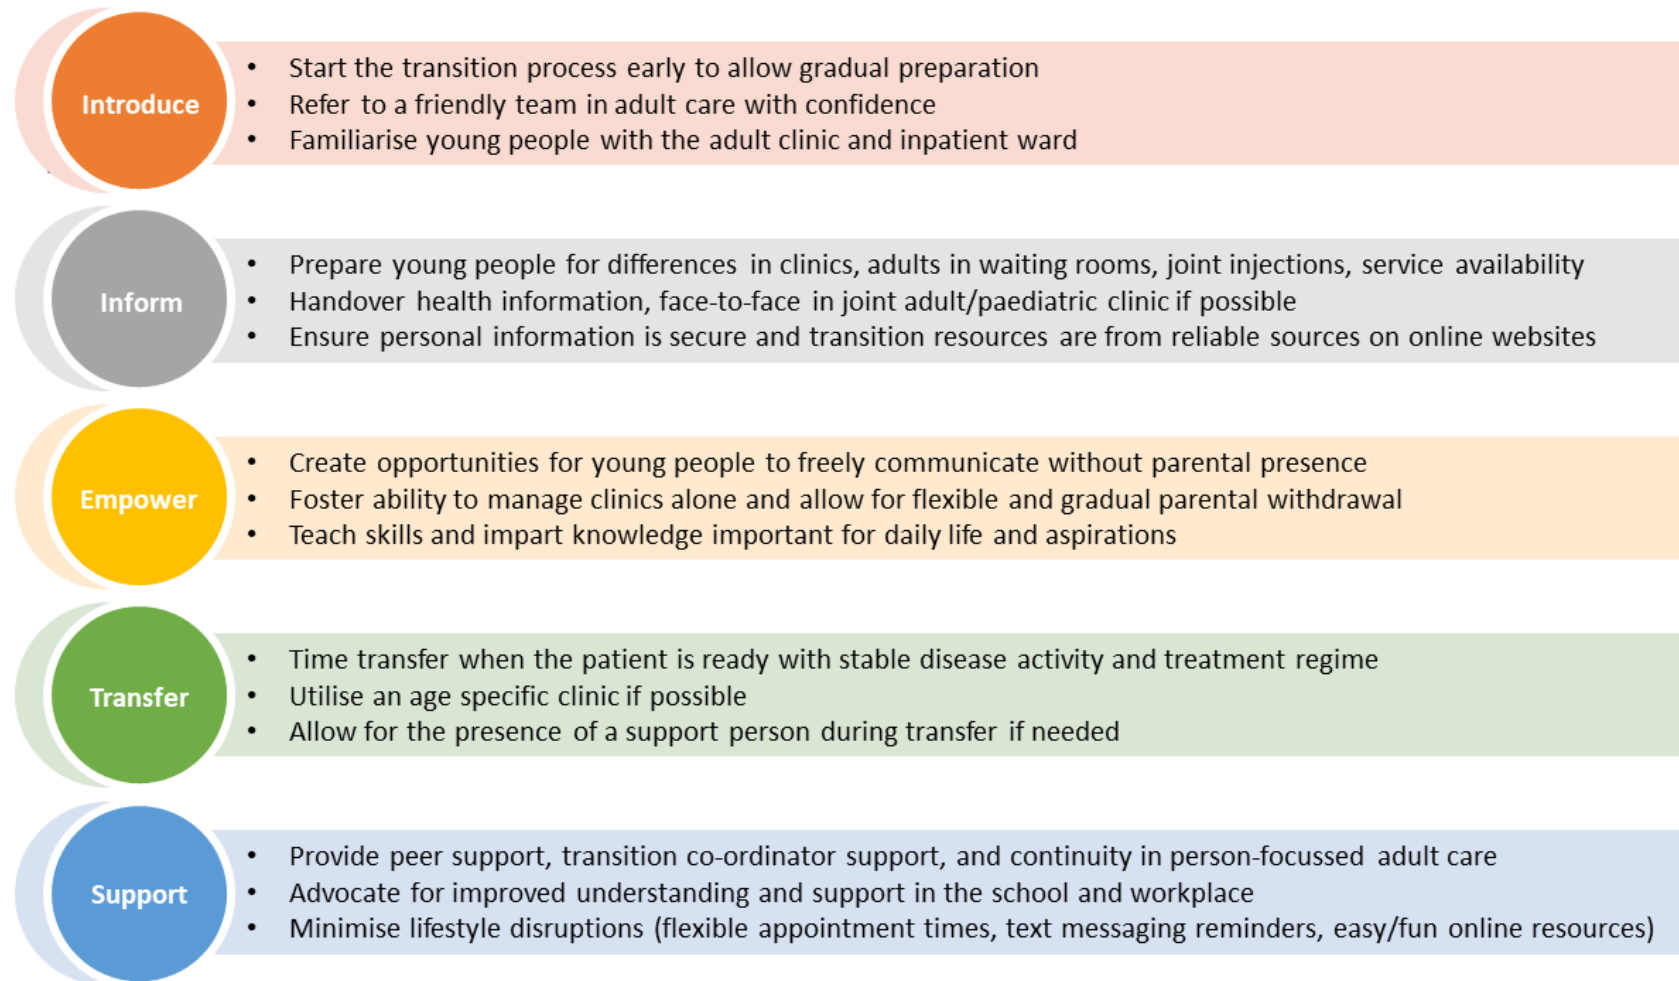 Introduce
• Start the transition process early to allow gradual preparation
• Refer to a friendly team in adult care with confidence
• Familiarise young people with the adult clinic and inpatient ward
Inform
• Prepare young people for differences in clinics, adults in waiting rooms, joint injections, service availability
• Handover health information, face-to-face in joint adult/paediatric clinic if possible
• Ensure personal information is secure and transition resources are from reliable sources on online websites
Empower
• Create opportunities for young people to freely communicate without parental presence
• Foster ability to manage clinics alone and allow for flexible and gradual parental withdrawal
• Teach skills and impart knowledge important for daily life and aspirations
Transfer
• Time transfer when the patient is ready with stable disease activity and treatment regime
• Utilise an age specific clinic if possible
• Allow for the presence of a support person during transfer if needed
Support
• Provide peer support, transition co-ordinator support, and continuity in person-focussed adult care
• Advocate for improved understanding and support in the school and workplace
• Minimise lifestyle disruptions (flexible appointment times, text messaging reminders, easy/fun online resources)